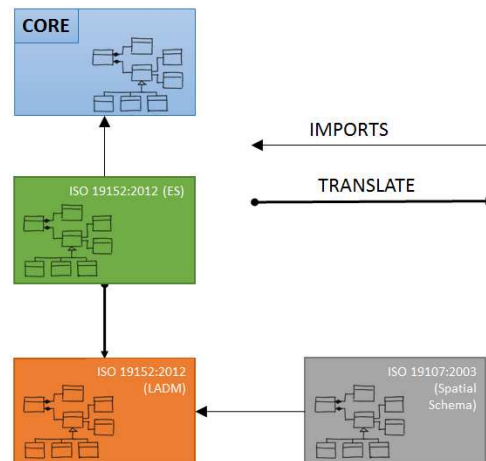 CORE
IMPORTS
TRANSLATE
ISO 19152:2012 (ES)
ISO 19152:2012
(LADM)
ISO 19107:2003
(Spatial
Schema)